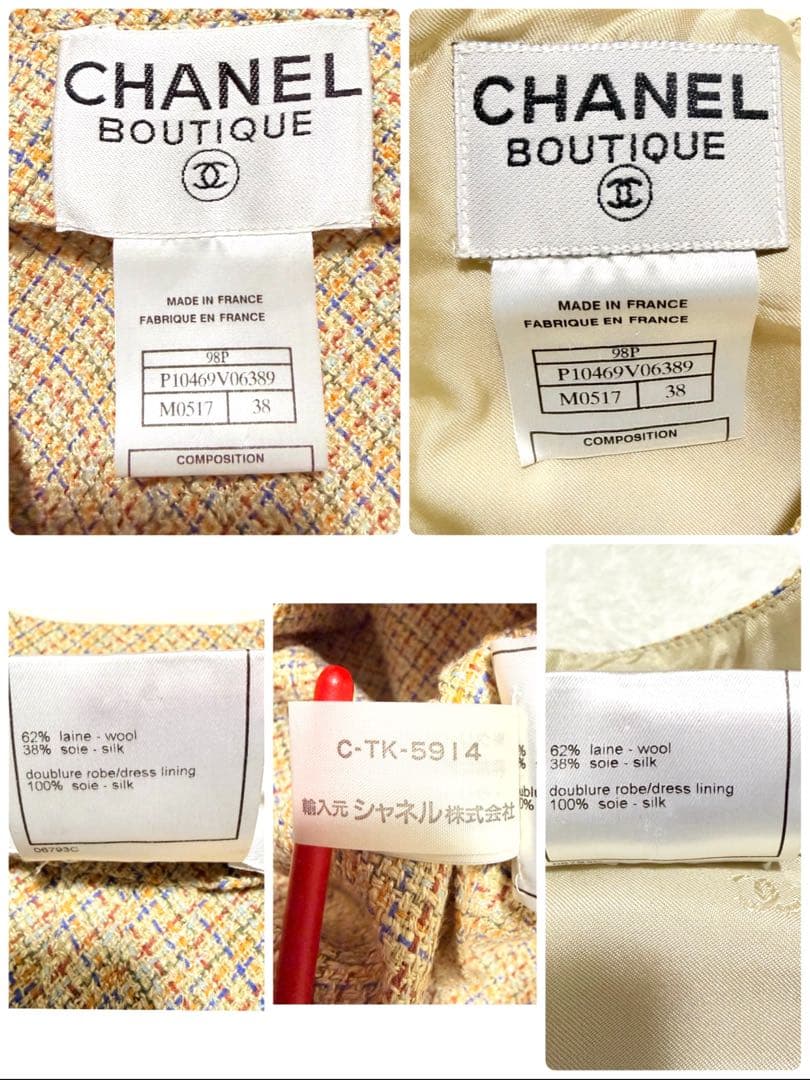 CHANEL
BOUTIQUE
MADE IN FRANCE
FABRIQUE EN FRANCE
98P
P10469V06389
M0517 38
COMPOSITION
CHANEL
BOUTIQUE
MADE IN FRANCE
FABRIQUE EN FRANCE
98P
P10469V06389
M0517 38
COMPOSITION
62% laine - wool
38% soie - silk
doublure robe/dress lining
100% soie - silk
06793C
C-TK-5914
輸入元 シャネル株式会社
62% laine - wool
38% soie - silk
doublure robe/dress lining
100% soie - silk